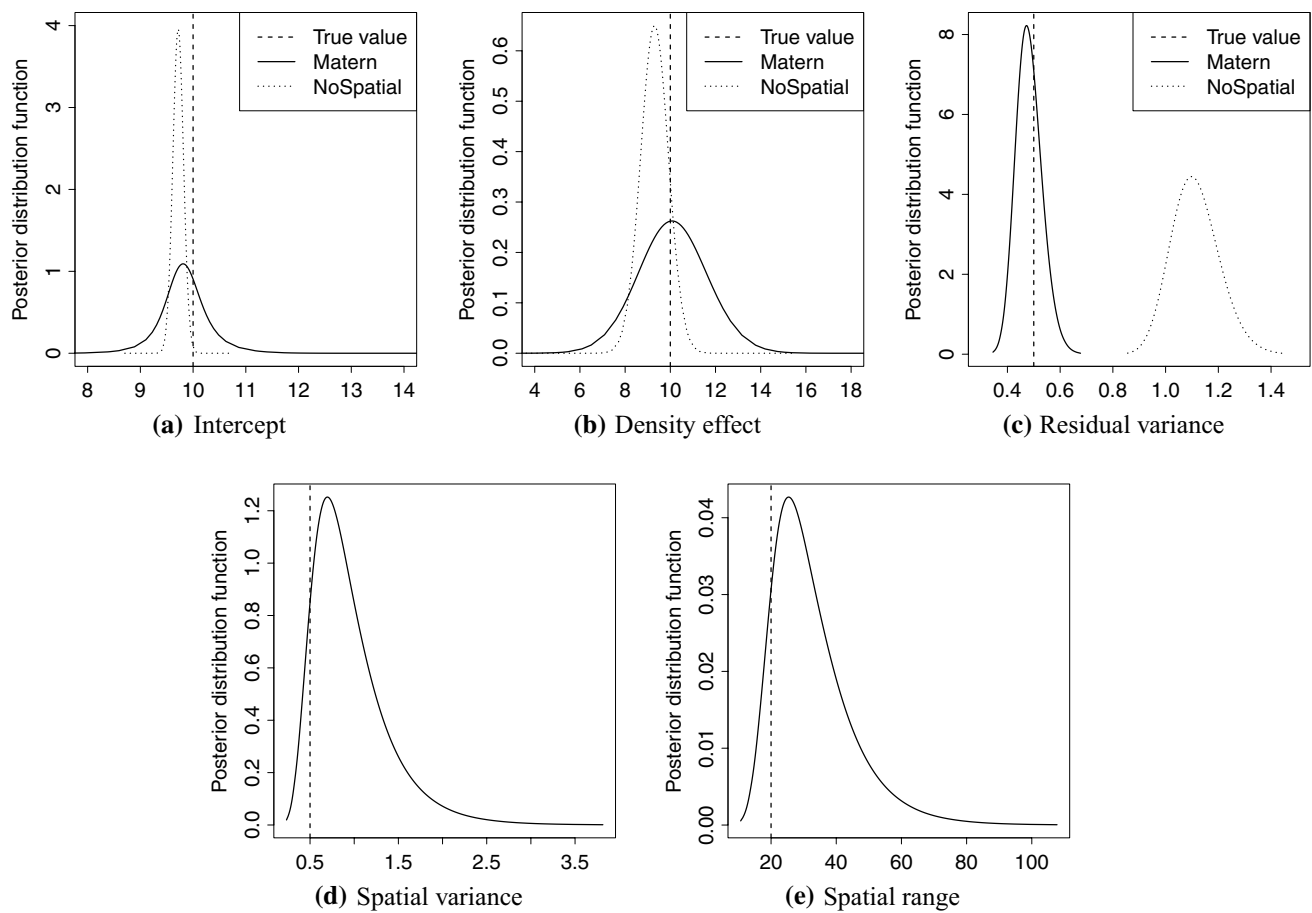 Posterior distribution function
4
3
2
1
0
True value
Matern
NoSpatial
8 9 10 11 12 13 14
(a) Intercept
Posterior distribution function
0.6
0.5
0.4
0.3
0.2
0.1
0.0
True value
Matern
NoSpatial
4 6 8 10 12 14 16 18
(b) Density effect
Posterior distribution function
8
6
4
2
0
True value
Matern
NoSpatial
0.4 0.6 0.8 1.0 1.2 1.4
(c) Residual variance
Posterior distribution function
1.2
1.0
0.8
0.6
0.4
0.2
0.0
0.5 1.5 2.5 3.5
(d) Spatial variance
Posterior distribution function
0.04
0.03
0.02
0.01
0.00
20 40 60 80 100
(e) Spatial range